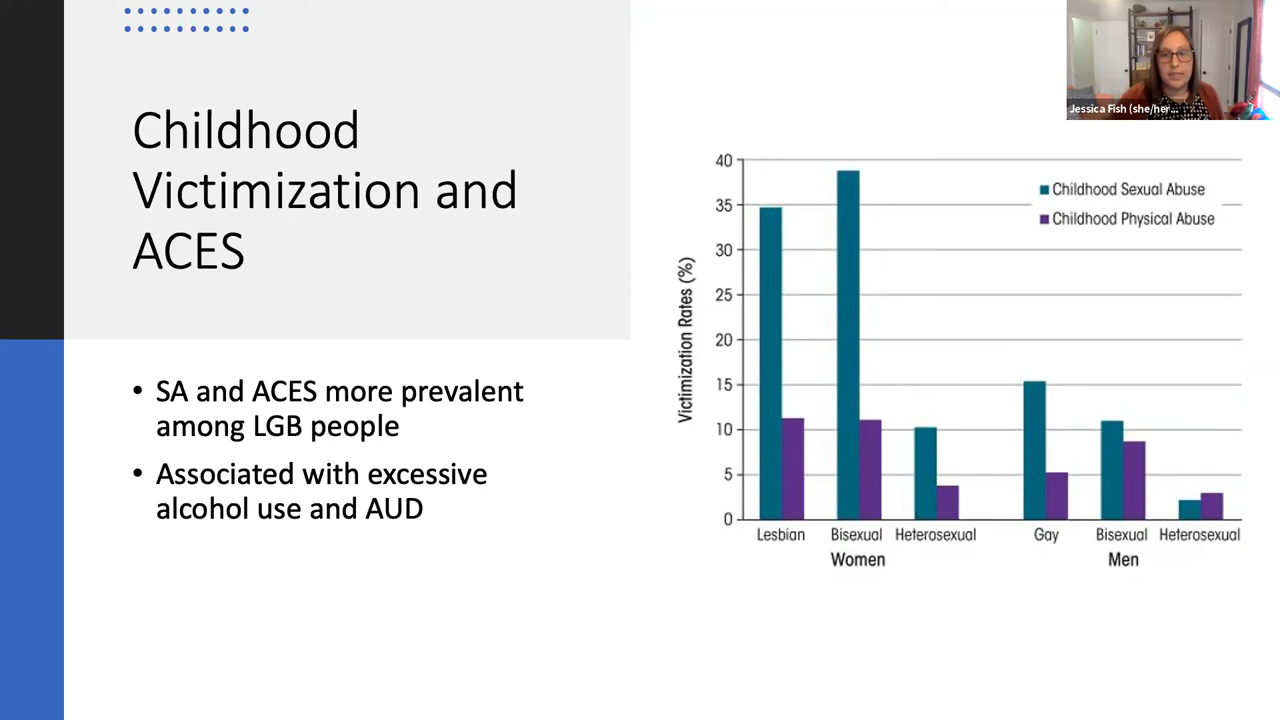 Childhood
Victimization and
ACES
• SA and ACES more prevalent
among LGB people
• Associated with excessive
alcohol use and AUD
Jessica Fish (she/her...
Childhood Sexual Abuse
Childhood Physical Abuse
Victimization Rates (%)
40
35
30
25
20
15
10
5
0
Lesbian Bisexual Heterosexual Gay Bisexual Heterosexual
Women Men